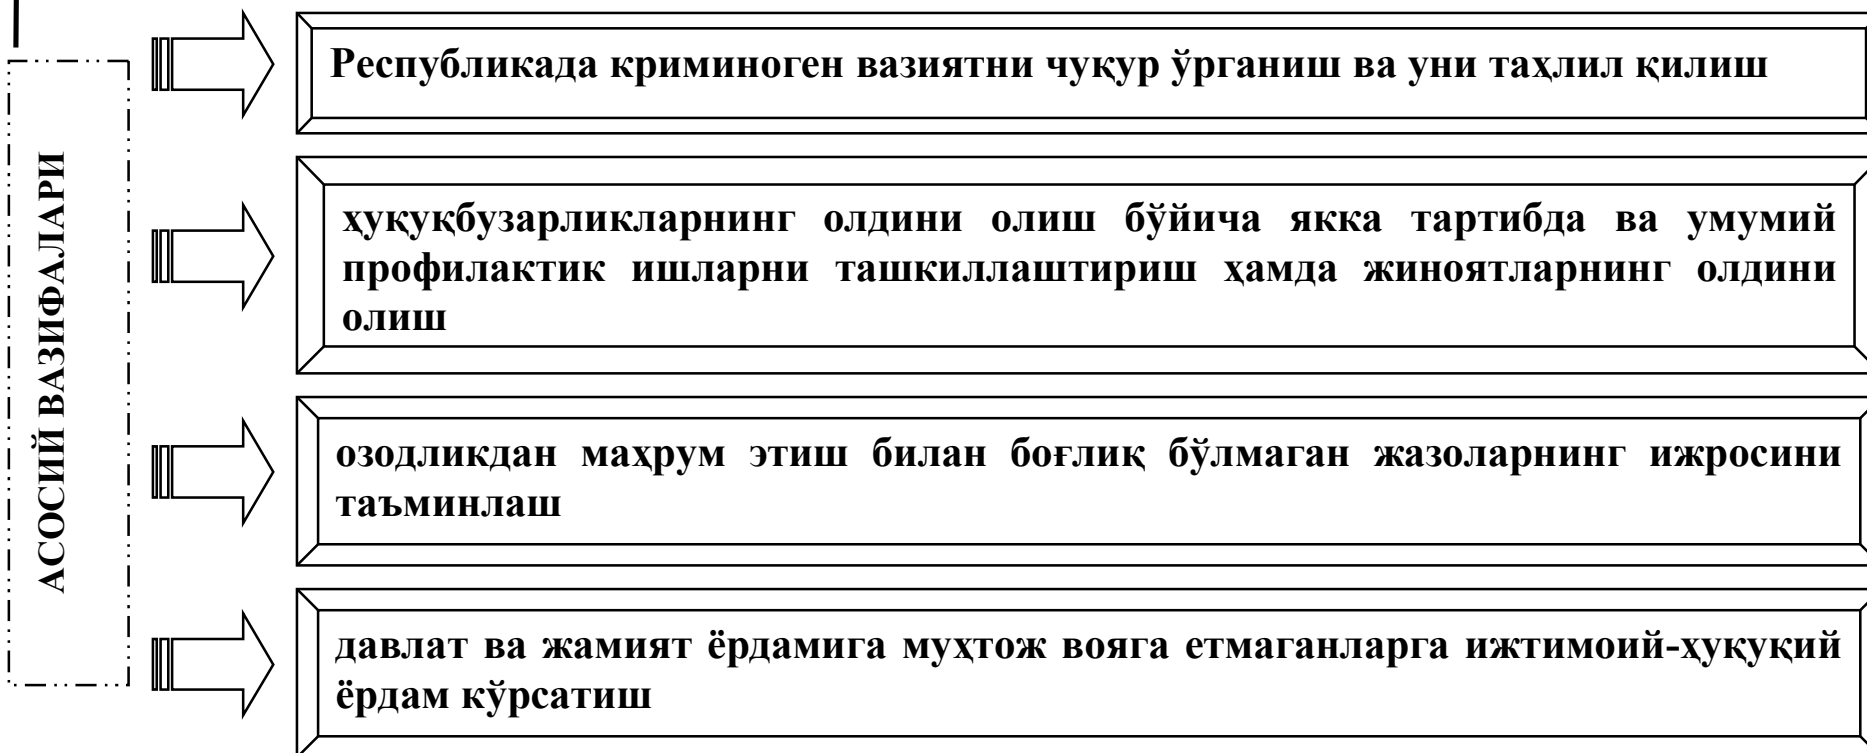 АСОСИЙ ВАЗИФАЛАРИ
Республикада криминоген вазиятни чуқур ўрганиш ва уни таҳлил қилиш
ҳуқуқбузарликларнинг олдини олиш бўйича якка тартибда ва умумий
профилактик ишларни ташкиллаштириш ҳамда жиноятларнинг олдини
олиш
озодликдан маҳрум этиш билан боғлиқ бўлмаган жазоларнинг ижросини
таъминлаш
давлат ва жамият ёрдамига муҳтож вояга етмаганларга ижтимоий-ҳуқуқий
ёрдам кўрсатиш